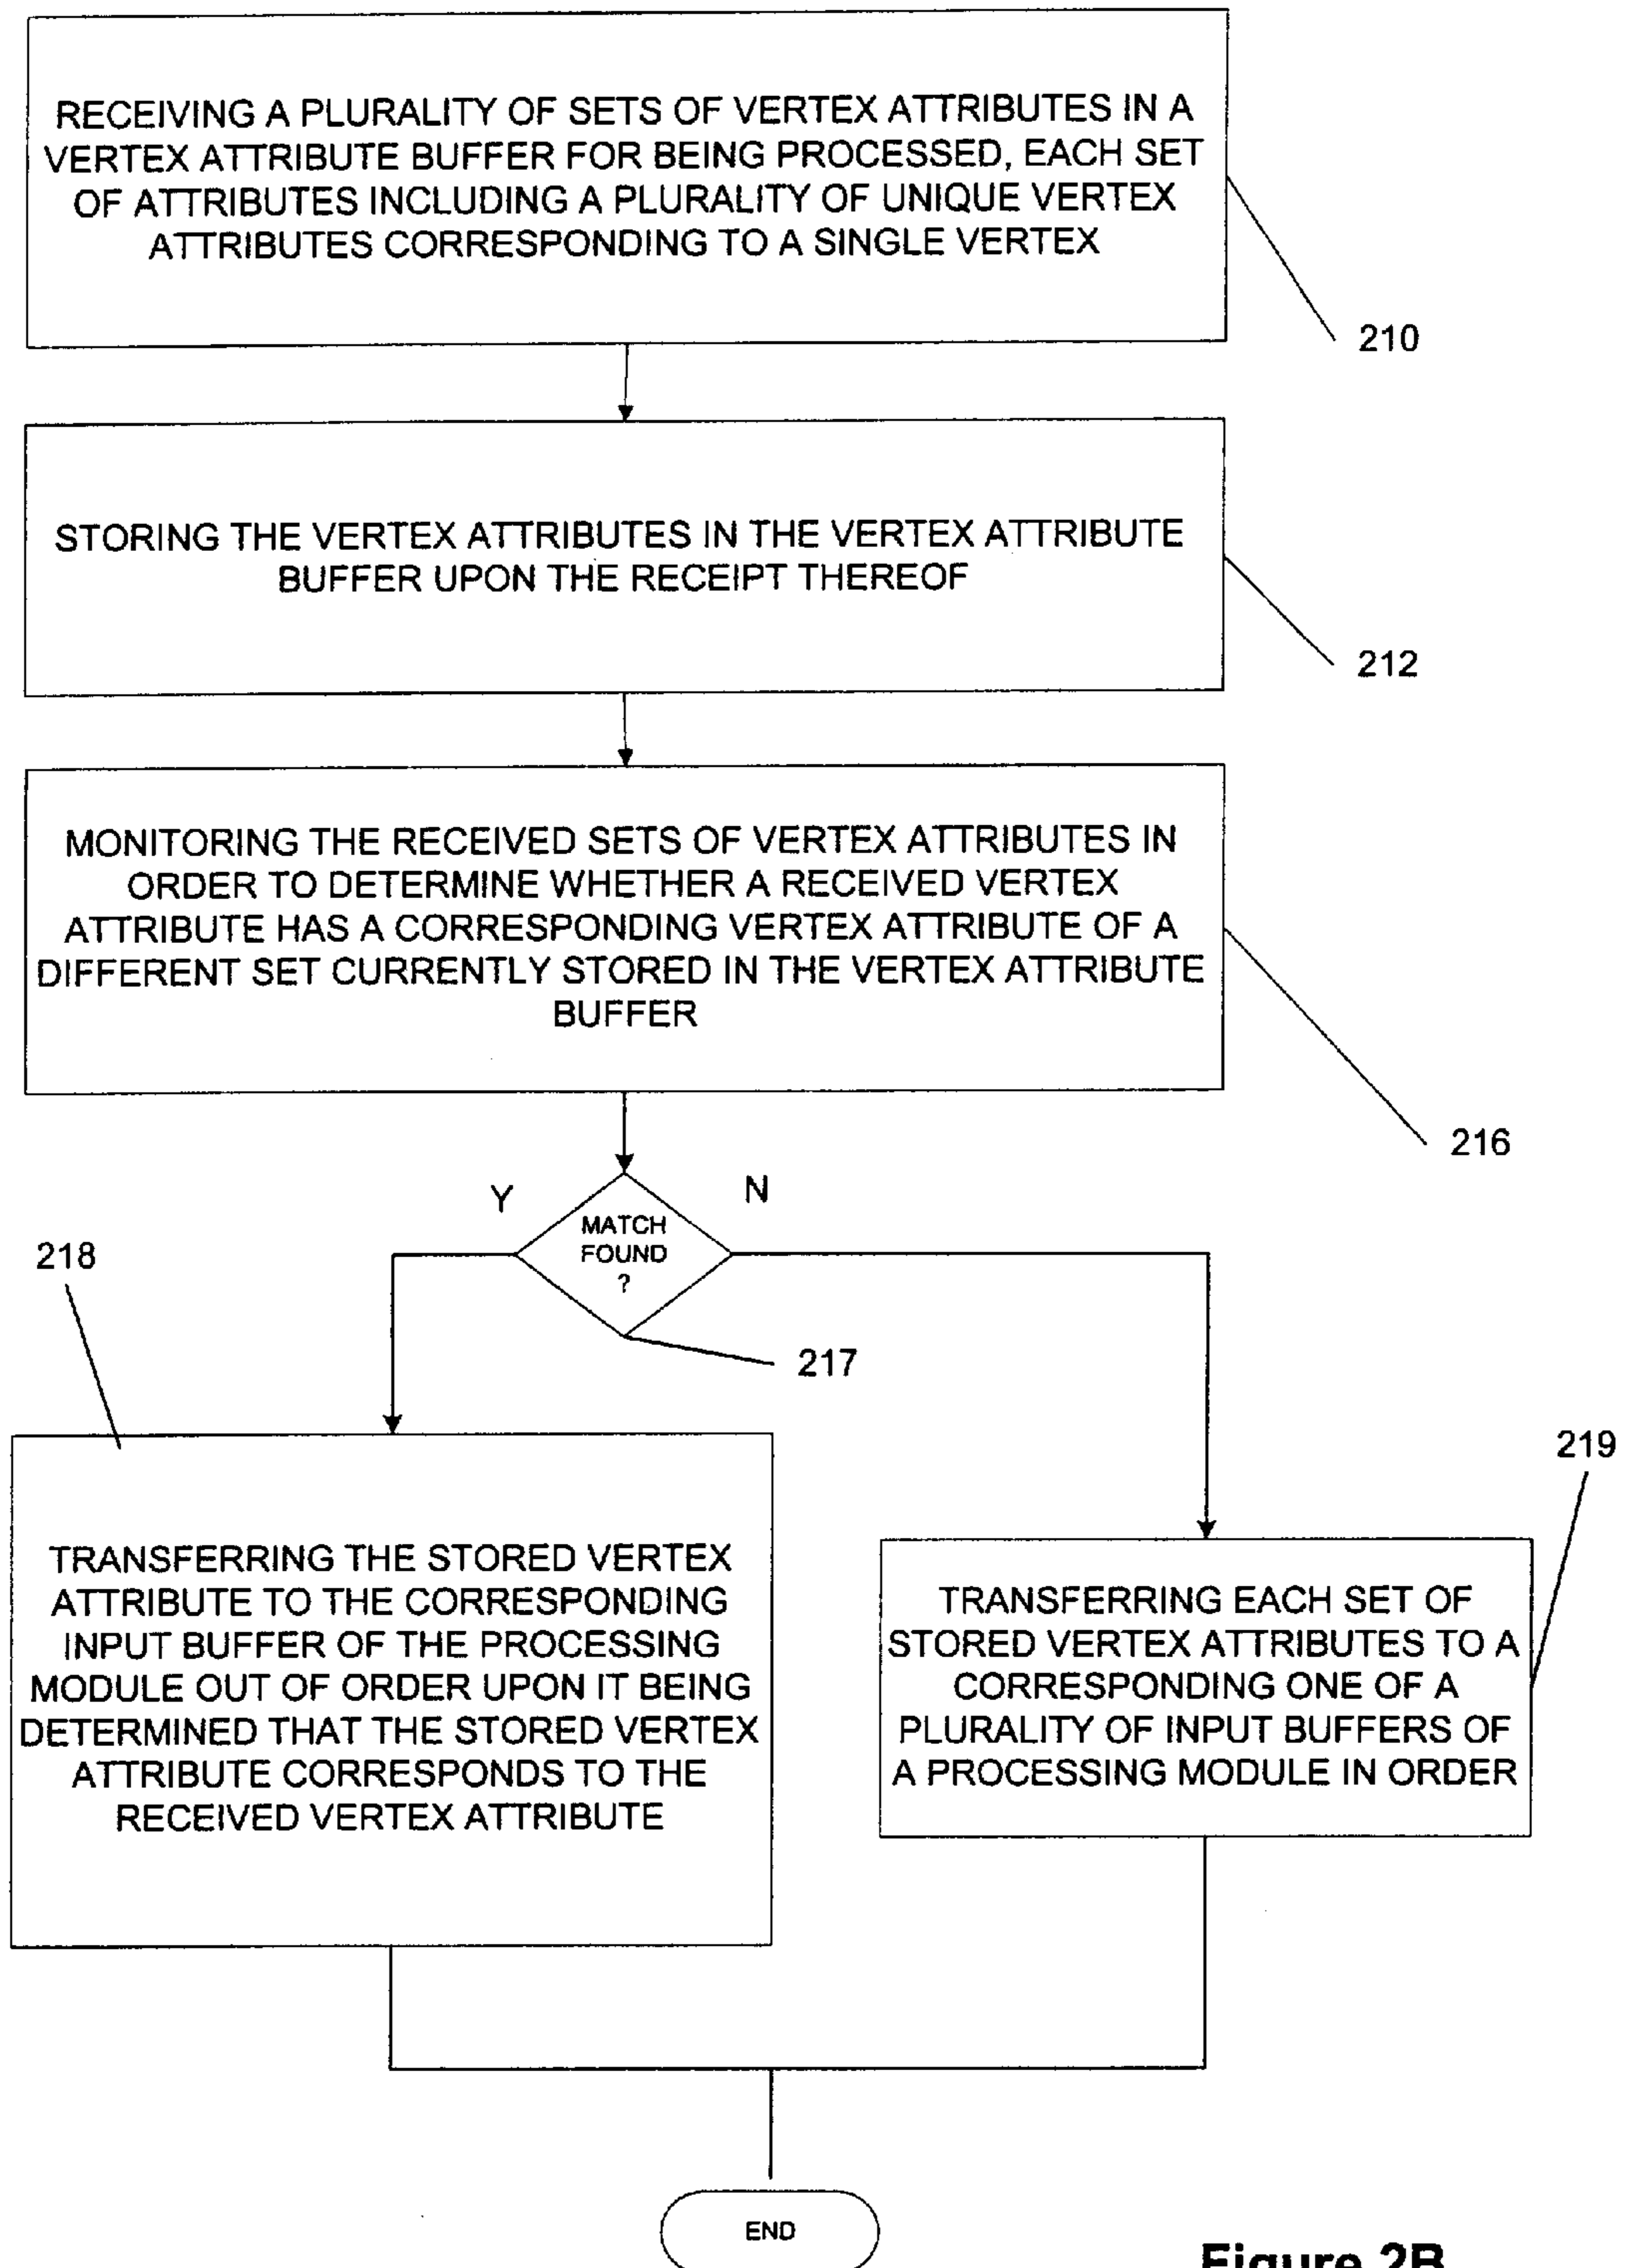 RECEIVING A PLURALITY OF SETS OF VERTEX ATTRIBUTES IN A
VERTEX ATTRIBUTE BUFFER FOR BEING PROCESSED, EACH SET
OF ATTRIBUTES INCLUDING A PLURALITY OF UNIQUE VERTEX
ATTRIBUTES CORRESPONDING TO A SINGLE VERTEX
210
STORING THE VERTEX ATTRIBUTES IN THE VERTEX ATTRIBUTE
BUFFER UPON THE RECEIPT THEREOF
212
MONITORING THE RECEIVED SETS OF VERTEX ATTRIBUTES IN
ORDER TO DETERMINE WHETHER A RECEIVED VERTEX
ATTRIBUTE HAS A CORRESPONDING VERTEX ATTRIBUTE OF A
DIFFERENT SET CURRENTLY STORED IN THE VERTEX ATTRIBUTE
BUFFER
216
Y
N
MATCH
FOUND
?
217
218
TRANSFERRING THE STORED VERTEX
ATTRIBUTE TO THE CORRESPONDING
INPUT BUFFER OF THE PROCESSING
MODULE OUT OF ORDER UPON IT BEING
DETERMINED THAT THE STORED VERTEX
ATTRIBUTE CORRESPONDS TO THE
RECEIVED VERTEX ATTRIBUTE
219
TRANSFERRING EACH SET OF
STORED VERTEX ATTRIBUTES TO A
CORRESPONDING ONE OF A
PLURALITY OF INPUT BUFFERS OF
A PROCESSING MODULE IN ORDER
END
Figure 2B